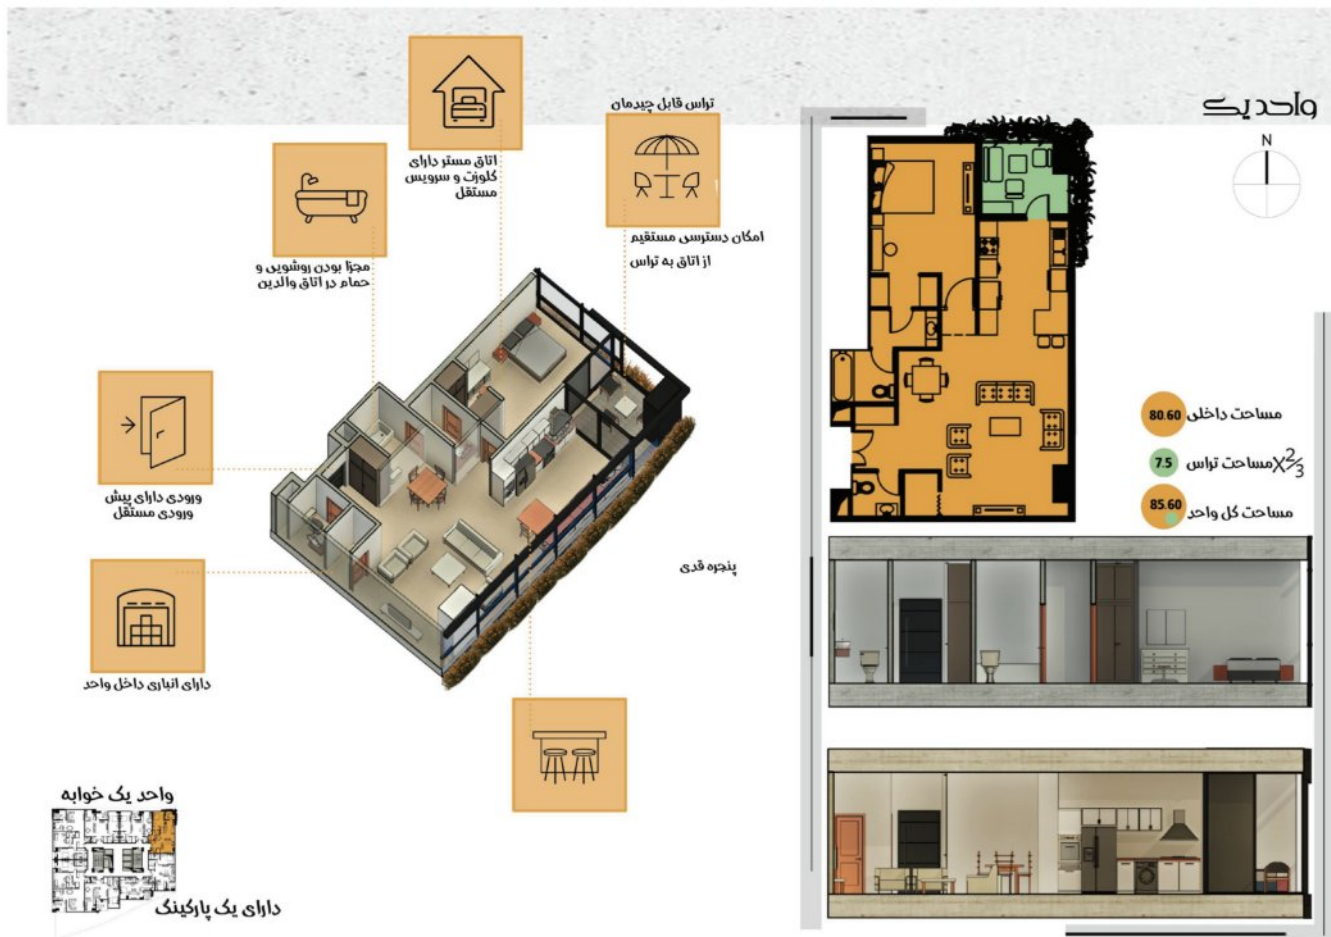 واحد یک
N
تراس قابل چیدمان
امکان دسترسی مستقیم
از اتاق به تراس
اتاق مستر دارای
کلوزت و سرویس
مستقل
مجزا بودن روشویی و
حمام در اتاق والدین
ورودی دارای پیش
ورودی مستقل
دارای انباری داخل واحد
پنجره قدی
مساحت داخلی 80.60
مساحت تراس 7.5 X2/3
مساحت کل واحد 85.60
واحد یک خوابه
دارای یک پارکینگ